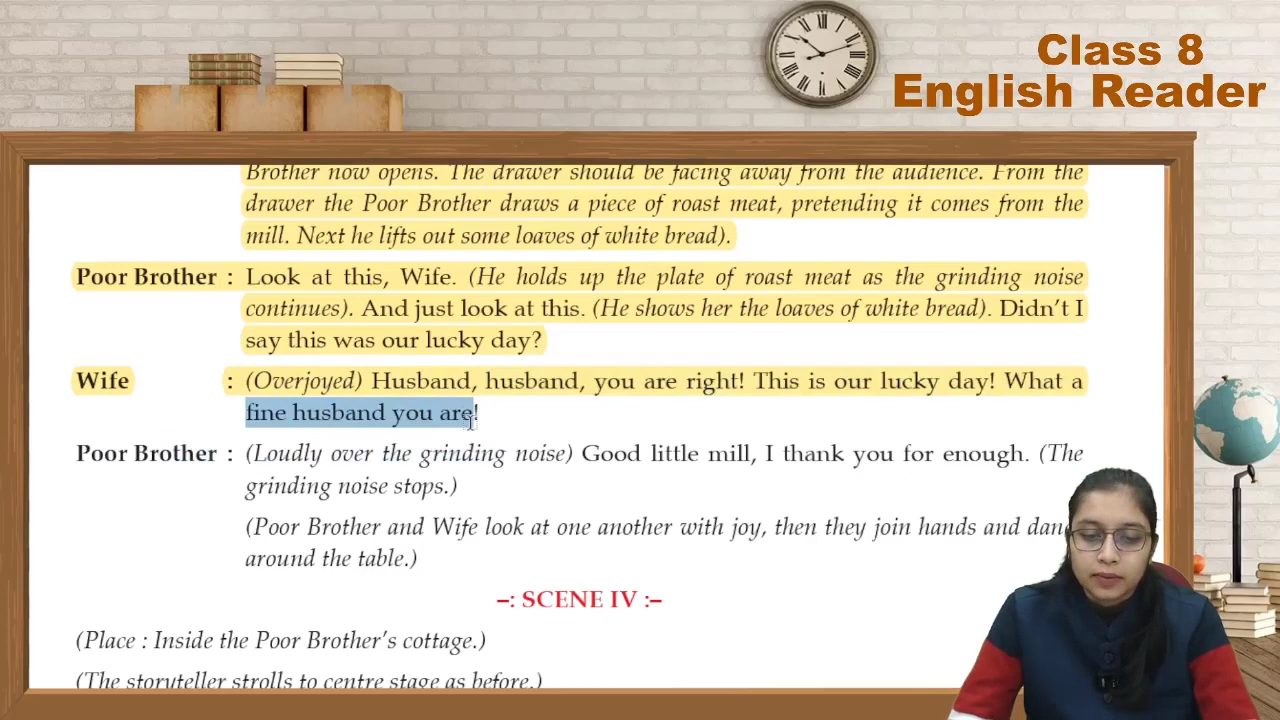 Class 8
English Reader
Brother now opens. The drawer should be facing away from the audience. From the
drawer the Poor Brother draws a piece of roast meat, pretending it comes from the
mill. Next he lifts out some loaves of white bread).
Poor Brother : Look at this, Wife. (He holds up the plate of roast meat as the grinding noise
continues). And just look at this. (He shows her the loaves of white bread). Didn't I
say this was our lucky day?
Wife : (Overjoyed) Husband, husband, you are right! This is our lucky day! What a
fine husband you are!
Poor Brother : (Loudly over the grinding noise) Good little mill, I thank you for enough. (The
grinding noise stops.)
(Poor Brother and Wife look at one another with joy, then they join hands and
around the table.)
–: SCENE IV :–
(Place : Inside the Poor Brother's cottage.)
(The storyteller strolls to centre stage as before.)